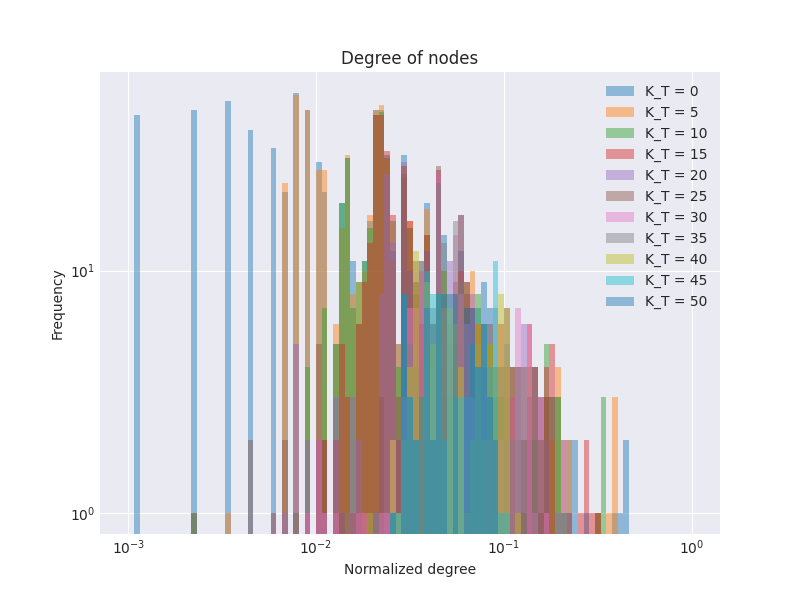 Degree of nodes
K_T = 0
K_T = 5
K_T = 10
K_T = 15
K_T = 20
K_T = 25
K_T = 30
K_T = 35
K_T = 40
K_T = 45
K_T = 50
Frequency
10¹
10⁰
10⁻³ 10⁻² 10⁻¹ 10⁰
Normalized degree